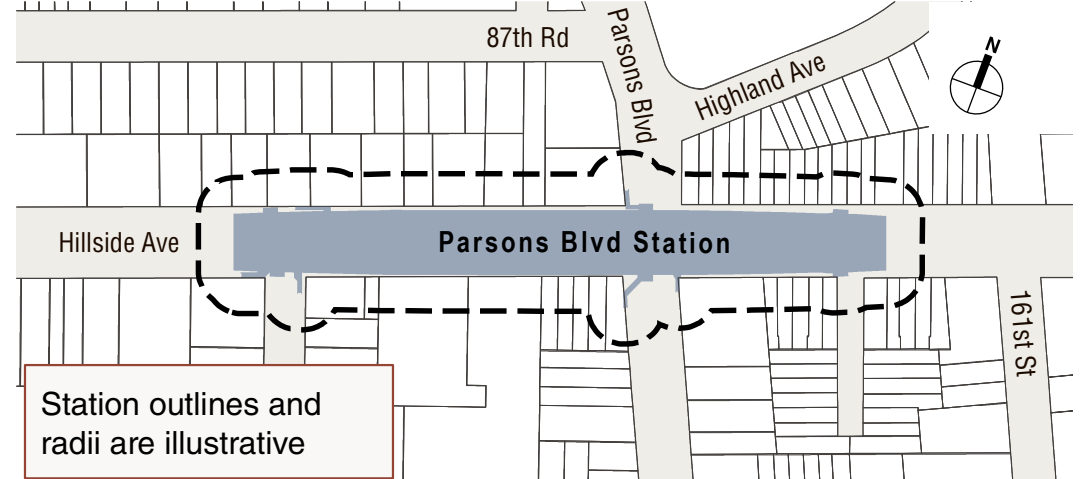 87th Rd
Parsons Blvd
Highland Ave
N
Hillside Ave
Parsons Blvd Station
161st St
Station outlines and
radii are illustrative